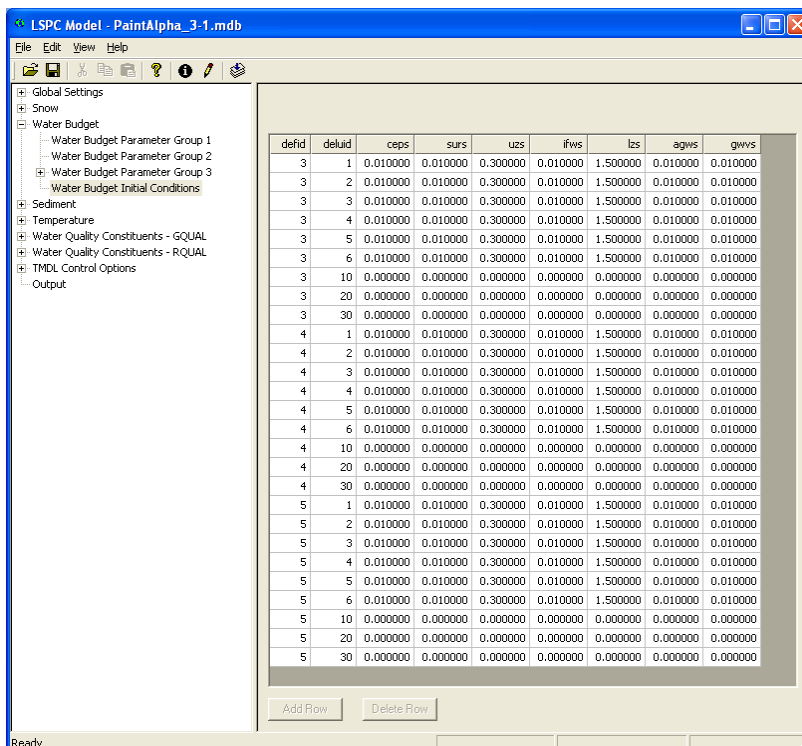 LSPC Model - PaintAlpha_3-1.mdb
File Edit View Help
Global Settings
Snow
Water Budget
Water Budget Parameter Group 1
Water Budget Parameter Group 2
Water Budget Parameter Group 3
Water Budget Initial Conditions
Sediment
Temperature
Water Quality Constituents - GQUAL
Water Quality Constituents - RQUAL
TMDL Control Options
Output
defid deluid ceps surs uzs ifws lzs agws gwvs
3 1 0.010000 0.010000 0.300000 0.010000 1.500000 0.010000 0.010000
3 2 0.010000 0.010000 0.300000 0.010000 1.500000 0.010000 0.010000
3 3 0.010000 0.010000 0.300000 0.010000 1.500000 0.010000 0.010000
3 4 0.010000 0.010000 0.300000 0.010000 1.500000 0.010000 0.010000
3 5 0.010000 0.010000 0.300000 0.010000 1.500000 0.010000 0.010000
3 6 0.010000 0.010000 0.300000 0.010000 1.500000 0.010000 0.010000
3 10 0.000000 0.000000 0.000000 0.000000 0.000000 0.000000 0.000000
3 20 0.000000 0.000000 0.000000 0.000000 0.000000 0.000000 0.000000
3 30 0.000000 0.000000 0.000000 0.000000 0.000000 0.000000 0.000000
4 1 0.010000 0.010000 0.300000 0.010000 1.500000 0.010000 0.010000
4 2 0.010000 0.010000 0.300000 0.010000 1.500000 0.010000 0.010000
4 3 0.010000 0.010000 0.300000 0.010000 1.500000 0.010000 0.010000
4 4 0.010000 0.010000 0.300000 0.010000 1.500000 0.010000 0.010000
4 5 0.010000 0.010000 0.300000 0.010000 1.500000 0.010000 0.010000
4 6 0.010000 0.010000 0.300000 0.010000 1.500000 0.010000 0.010000
4 10 0.000000 0.000000 0.000000 0.000000 0.000000 0.000000 0.000000
4 20 0.000000 0.000000 0.000000 0.000000 0.000000 0.000000 0.000000
4 30 0.000000 0.000000 0.000000 0.000000 0.000000 0.000000 0.000000
5 1 0.010000 0.010000 0.300000 0.010000 1.500000 0.010000 0.010000
5 2 0.010000 0.010000 0.300000 0.010000 1.500000 0.010000 0.010000
5 3 0.010000 0.010000 0.300000 0.010000 1.500000 0.010000 0.010000
5 4 0.010000 0.010000 0.300000 0.010000 1.500000 0.010000 0.010000
5 5 0.010000 0.010000 0.300000 0.010000 1.500000 0.010000 0.010000
5 6 0.010000 0.010000 0.300000 0.010000 1.500000 0.010000 0.010000
5 10 0.000000 0.000000 0.000000 0.000000 0.000000 0.000000 0.000000
5 20 0.000000 0.000000 0.000000 0.000000 0.000000 0.000000 0.000000
5 30 0.000000 0.000000 0.000000 0.000000 0.000000 0.000000 0.000000
Add Row Delete Row
Ready